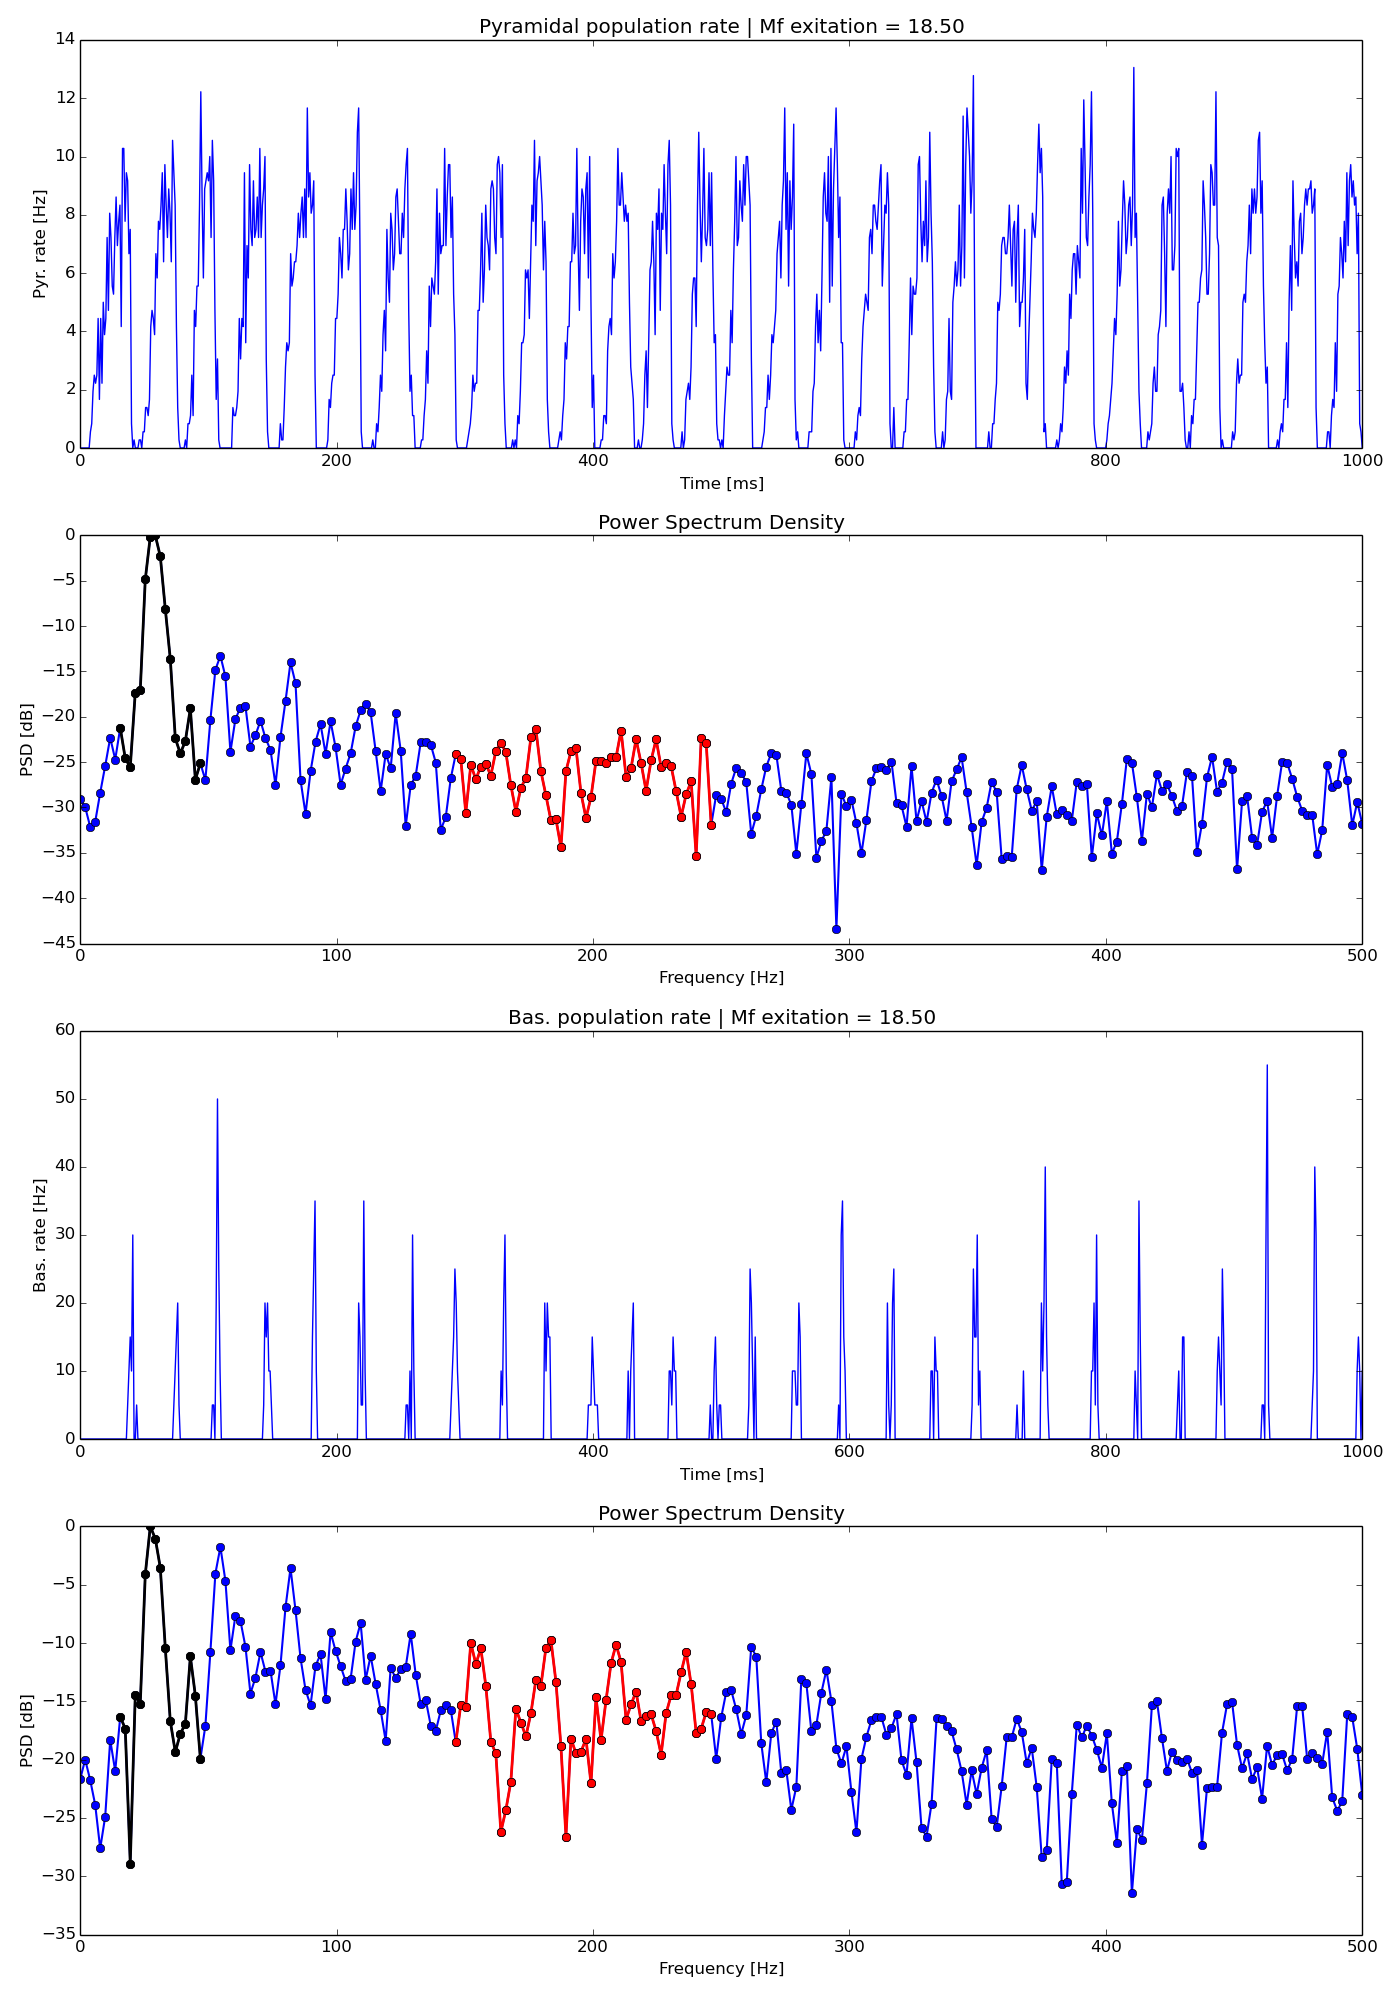 Pyramidal population rate | Mf exitation = 18.50
14
12
10
8
6
4
2
0
Pyr. rate [Hz]
0 200 400 600 800 1000
Time [ms]
Power Spectrum Density
0
−5
−10
−15
−20
−25
−30
−35
−40
−45
PSD [dB]
0 100 200 300 400 500
Frequency [Hz]
Bas. population rate | Mf exitation = 18.50
60
50
40
30
20
10
0
Bas. rate [Hz]
0 200 400 600 800 1000
Time [ms]
Power Spectrum Density
0
−5
−10
−15
−20
−25
−30
−35
PSD [dB]
0 100 200 300 400 500
Frequency [Hz]